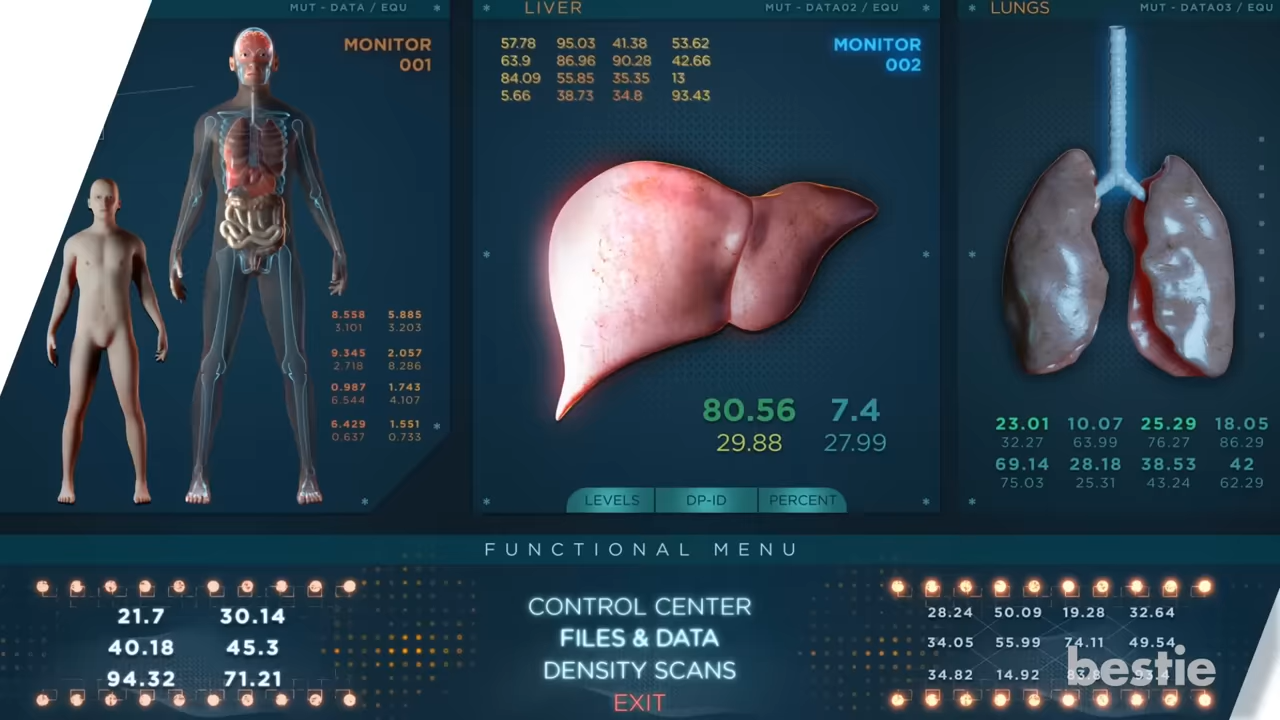 MUT - DATA / EQU
MONITOR
001
8.558 5.885
3.101 3.203
9.345 2.057
2.718 8.286
0.987 1.743
6.544 4.107
6.429 1.551
0.637 0.733
LIVER MUT - DATA02 / EQU
57.78 95.03 41.38 53.62
63.9 86.96 90.28 42.66
84.09 55.85 35.35 13
5.66 38.73 34.8 93.43
MONITOR
002
80.56 7.4
29.88 27.99
LEVELS DP-ID PERCENT
LUNGS MUT - DATA03 / EQU
23.01 10.07 25.29 18.05
32.27 63.99 76.27 86.29
69.14 28.18 38.53 42
75.03 25.31 43.24 62.29
FUNCTIONAL MENU
21.7 30.14
40.18 45.3
94.32 71.21
CONTROL CENTER
FILES & DATA
DENSITY SCANS
EXIT
28.24 50.09 19.28 32.64
34.05 55.99 74.11 49.54
34.82 14.92
bestie